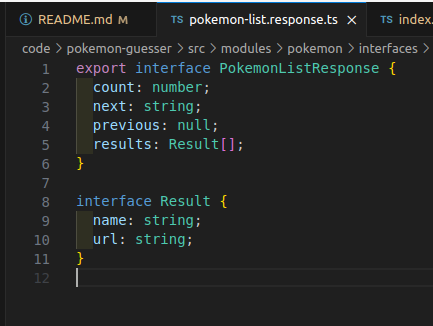 README.md M
TS pokemon-list.response.ts ×
TS index.
code > pokemon-guesser > src > modules > pokemon > interfaces >
1 export interface PokemonListResponse {
2   count: number;
3   next: string;
4   previous: null;
5   results: Result[];
6 }
7
8 interface Result {
9   name: string;
10   url: string;
11 }
12